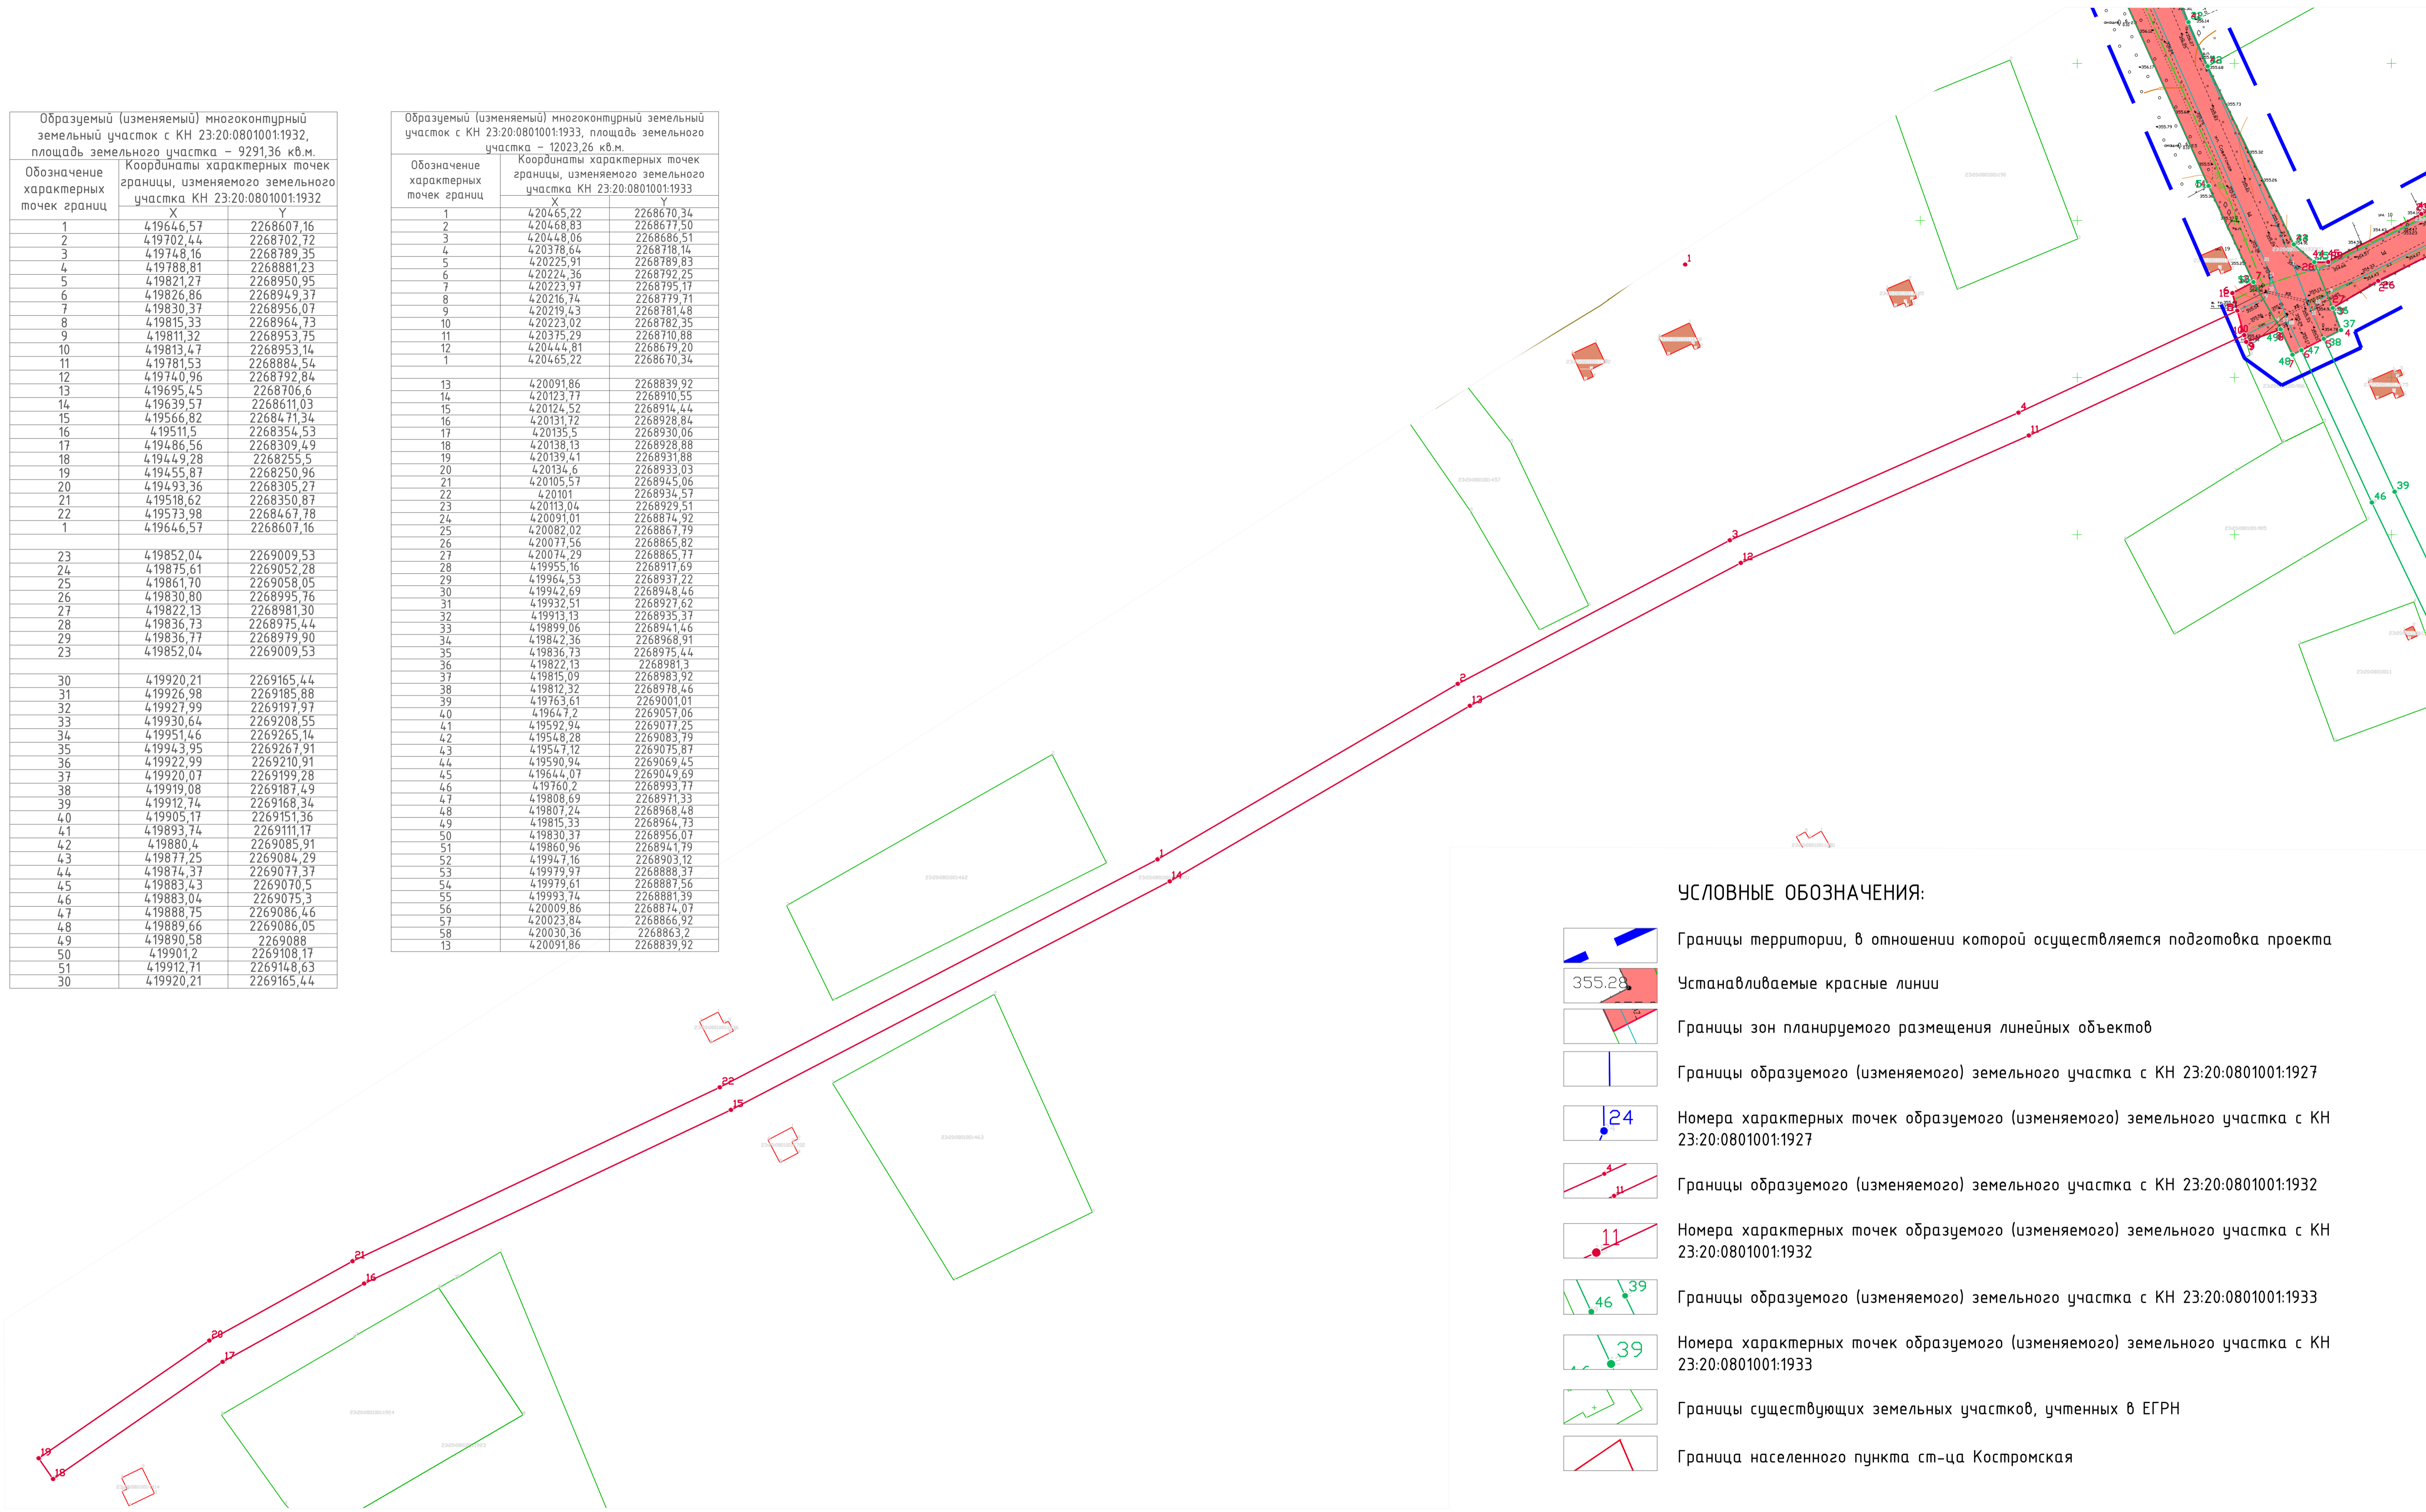 Образуемый (изменяемый) многоконтурный
земельный участок с КН 23:20:0801001:1932,
площадь земельного участка – 9291,36 кв.м.
Обозначение
характерных
точек границ
Координаты характерных точек
границы, изменяемого земельного
участка КН 23:20:0801001:1932
X Y
1 419646,57 2268607,16
2 419702,44 2268702,72
3 419748,16 2268789,35
4 419788,81 2268881,23
5 419821,27 2268950,95
6 419826,86 2268949,37
7 419830,37 2268956,07
8 419815,33 2268964,73
9 419811,32 2268953,75
10 419813,47 2268953,14
11 419781,53 2268884,54
12 419740,96 2268792,84
13 419695,45 2268706,6
14 419639,57 2268611,03
15 419566,82 2268471,34
16 419511,5 2268354,53
17 419486,56 2268309,49
18 419449,28 2268255,5
19 419455,87 2268250,96
20 419493,36 2268305,27
21 419518,62 2268350,87
22 419573,98 2268467,78
1 419646,57 2268607,16
23 419852,04 2269009,53
24 419875,61 2269052,28
25 419861,70 2269058,05
26 419830,80 2268995,76
27 419822,13 2268981,30
28 419836,73 2268975,44
29 419836,77 2268979,90
23 419852,04 2269009,53
30 419920,21 2269165,44
31 419926,98 2269185,88
32 419927,99 2269197,97
33 419930,64 2269208,55
34 419951,46 2269265,14
35 419943,95 2269267,91
36 419922,99 2269210,91
37 419920,07 2269199,28
38 419919,08 2269187,49
39 419912,74 2269168,34
40 419905,17 2269151,36
41 419893,74 2269111,17
42 419880,4 2269085,91
43 419877,25 2269084,29
44 419874,37 2269077,37
45 419883,43 2269070,5
46 419883,04 2269075,3
47 419888,75 2269086,46
48 419889,66 2269086,05
49 419890,58 2269088
50 419901,2 2269108,17
51 419912,71 2269148,63
30 419920,21 2269165,44
Образуемый (изменяемый) многоконтурный земельный
участок с КН 23:20:0801001:1933, площадь земельного
участка – 12023,26 кв.м.
Обозначение
характерных
точек границ
Координаты характерных точек
границы, изменяемого земельного
участка КН 23:20:0801001:1933
X Y
1 420465,22 2268670,34
2 420468,83 2268677,50
3 420448,06 2268686,51
4 420378,64 2268718,14
5 420225,91 2268789,83
6 420224,36 2268792,25
7 420223,97 2268795,17
8 420216,74 2268779,71
9 420219,43 2268781,48
10 420223,02 2268782,35
11 420375,29 2268710,88
12 420444,81 2268679,20
1 420465,22 2268670,34
13 420091,86 2268839,92
14 420123,77 2268910,55
15 420124,52 2268914,44
16 420131,72 2268928,84
17 420135,5 2268930,06
18 420138,13 2268928,88
19 420139,41 2268931,88
20 420134,6 2268933,03
21 420105,57 2268945,06
22 420101 2268934,57
23 420113,04 2268929,51
24 420091,01 2268874,92
25 420082,02 2268867,79
26 420077,56 2268865,82
27 420074,29 2268865,77
28 419955,16 2268917,69
29 419964,53 2268937,22
30 419942,69 2268948,46
31 419932,51 2268927,62
32 419913,13 2268935,37
33 419899,06 2268941,46
34 419842,36 2268968,91
35 419836,73 2268975,44
36 419822,13 2268981,3
37 419815,09 2268983,92
38 419812,32 2268978,46
39 419763,61 2269001,01
40 419647,2 2269057,06
41 419592,94 2269077,25
42 419548,28 2269083,79
43 419547,12 2269075,87
44 419590,94 2269069,45
45 419644,07 2269049,69
46 419760,2 2268993,77
47 419808,69 2268971,33
48 419807,24 2268968,48
49 419815,33 2268964,73
50 419830,37 2268956,07
51 419860,96 2268941,79
52 419947,16 2268903,12
53 419979,97 2268888,37
54 419979,61 2268887,56
55 419993,74 2268881,39
56 420009,86 2268874,07
57 420023,84 2268866,92
58 420030,36 2268863,2
13 420091,86 2268839,92
1
4
11
3
12
2
13
1
14
22
15
21
16
20
17
19
18
46
39
37
38
47
48
26
УСЛОВНЫЕ ОБОЗНАЧЕНИЯ:
Границы территории, в отношении которой осуществляется подготовка проекта
355.28
Устанавливаемые красные линии
Границы зон планируемого размещения линейных объектов
Границы образуемого (изменяемого) земельного участка с КН 23:20:0801001:1927
24
Номера характерных точек образуемого (изменяемого) земельного участка с КН
23:20:0801001:1927
4
11
Границы образуемого (изменяемого) земельного участка с КН 23:20:0801001:1932
11
Номера характерных точек образуемого (изменяемого) земельного участка с КН
23:20:0801001:1932
46
39
Границы образуемого (изменяемого) земельного участка с КН 23:20:0801001:1933
39
Номера характерных точек образуемого (изменяемого) земельного участка с КН
23:20:0801001:1933
Границы существующих земельных участков, учтенных в ЕГРН
Граница населенного пункта ст-ца Костромская